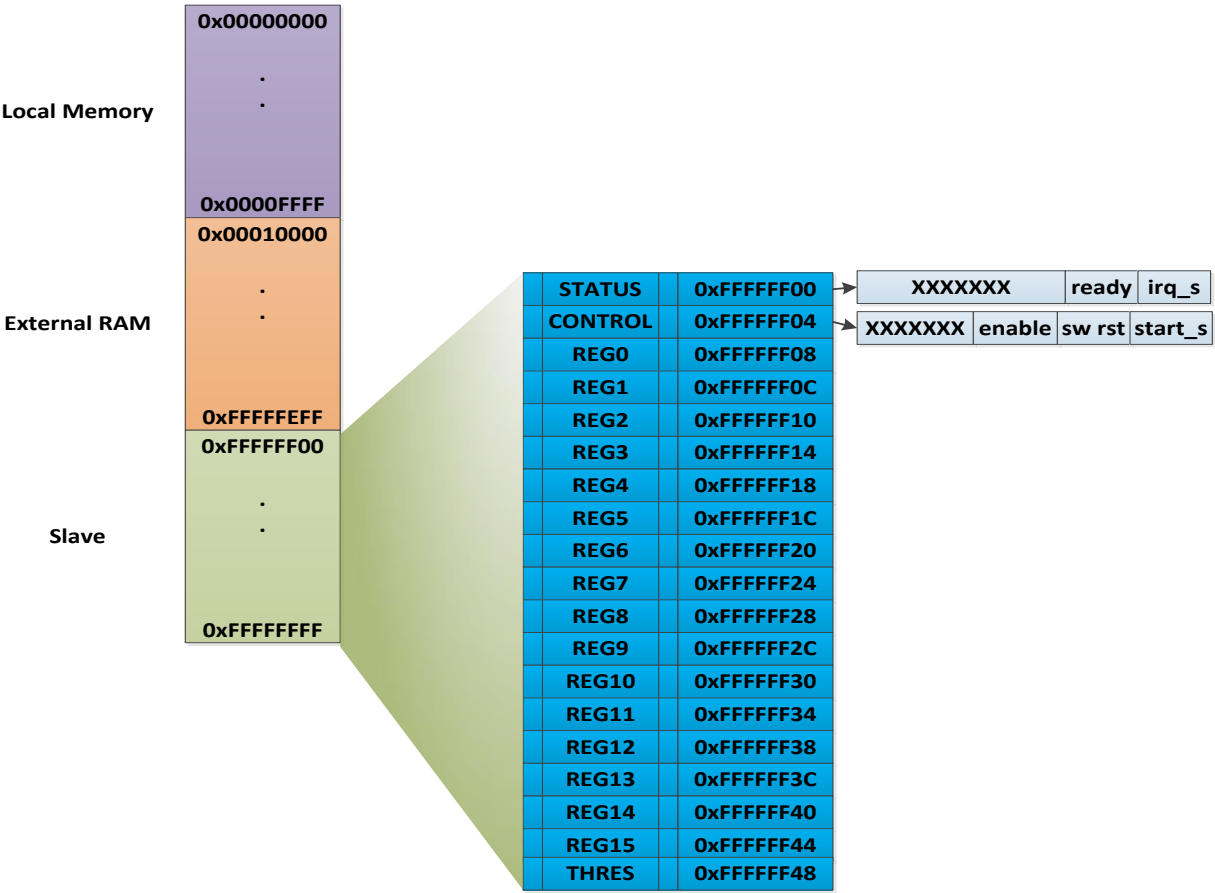 0x00000000
.
.
Local Memory
0x0000FFFF
0x00010000
.
.
External RAM
0xFFFFFEFF
0xFFFFFF00
.
.
Slave
0xFFFFFFFF
STATUS 0xFFFFFF00 XXXXXXX ready irq_s
CONTROL 0xFFFFFF04 XXXXXXX enable sw rst start_s
REG0 0xFFFFFF08
REG1 0xFFFFFF0C
REG2 0xFFFFFF10
REG3 0xFFFFFF14
REG4 0xFFFFFF18
REG5 0xFFFFFF1C
REG6 0xFFFFFF20
REG7 0xFFFFFF24
REG8 0xFFFFFF28
REG9 0xFFFFFF2C
REG10 0xFFFFFF30
REG11 0xFFFFFF34
REG12 0xFFFFFF38
REG13 0xFFFFFF3C
REG14 0xFFFFFF40
REG15 0xFFFFFF44
THRES 0xFFFFFF48